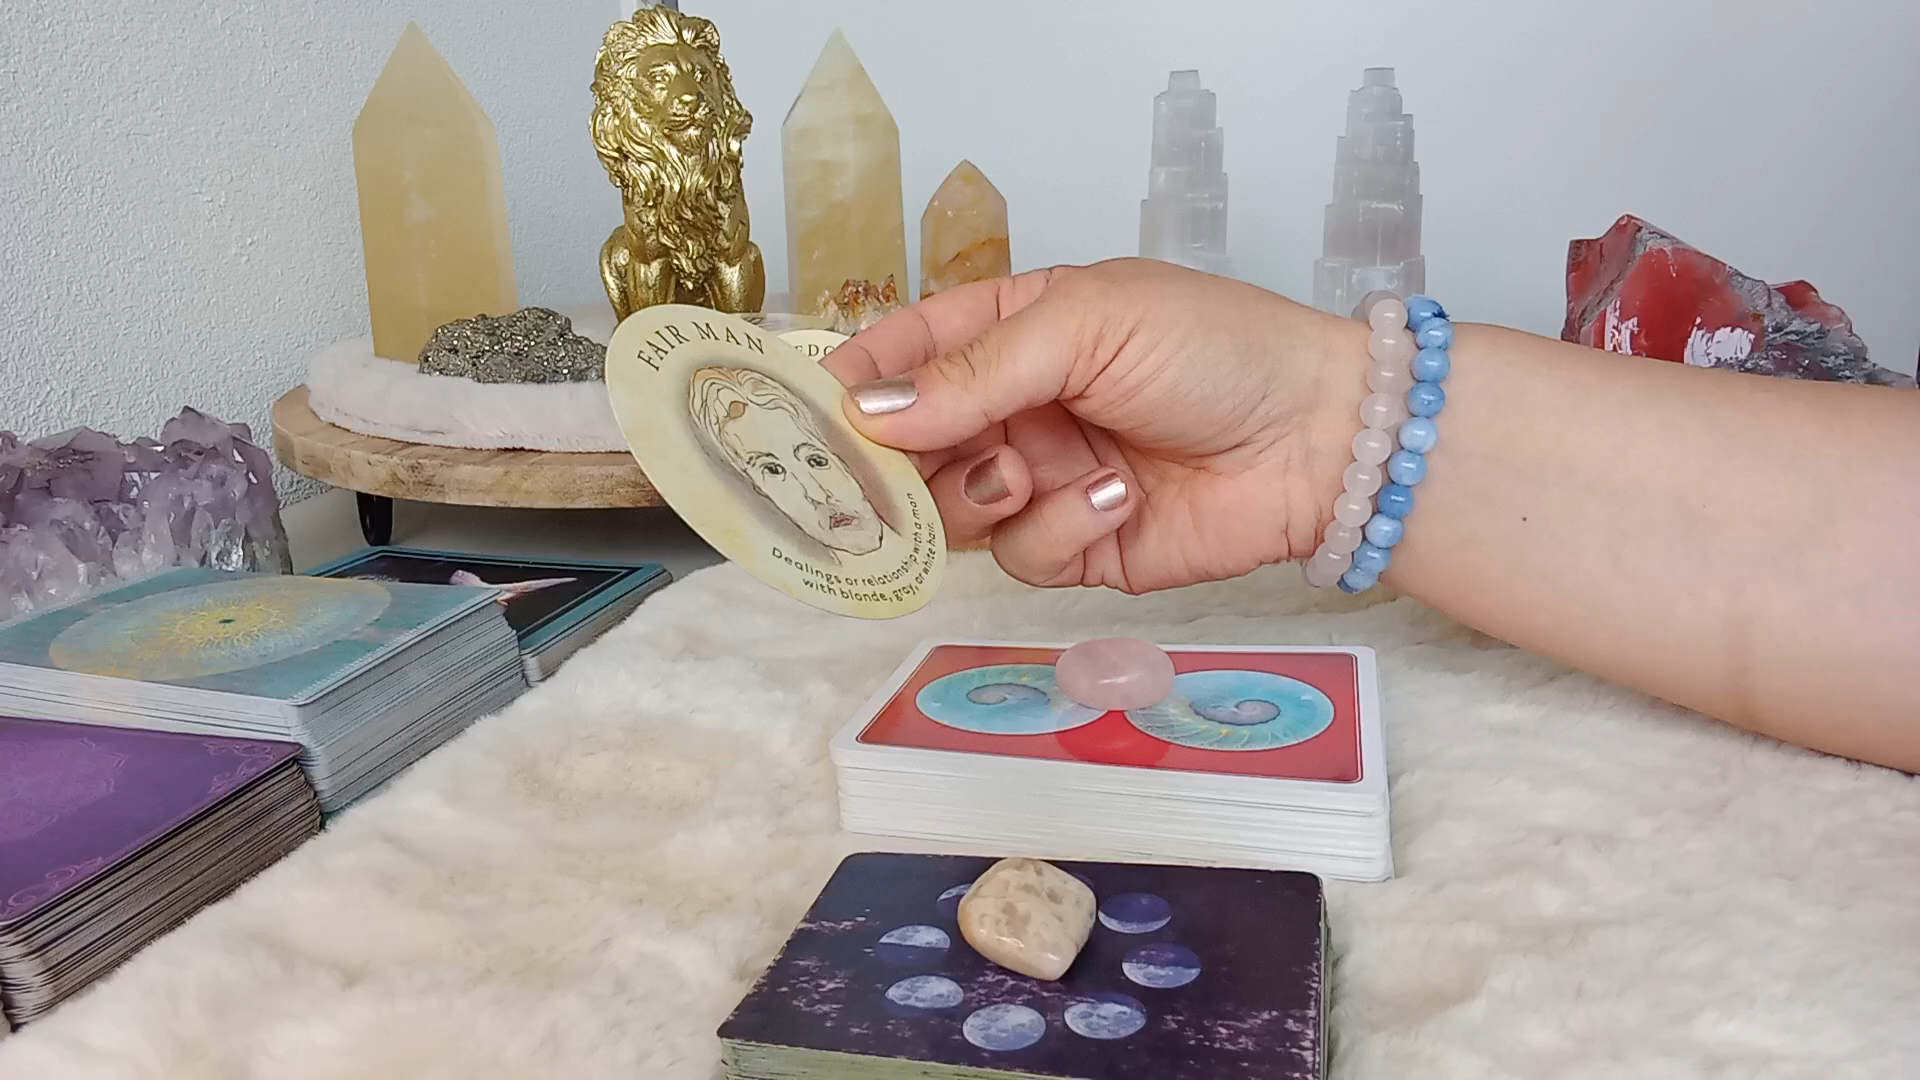 FAIR MAN
Dealings or relationship with a man
with blonde, gray, or white hair.